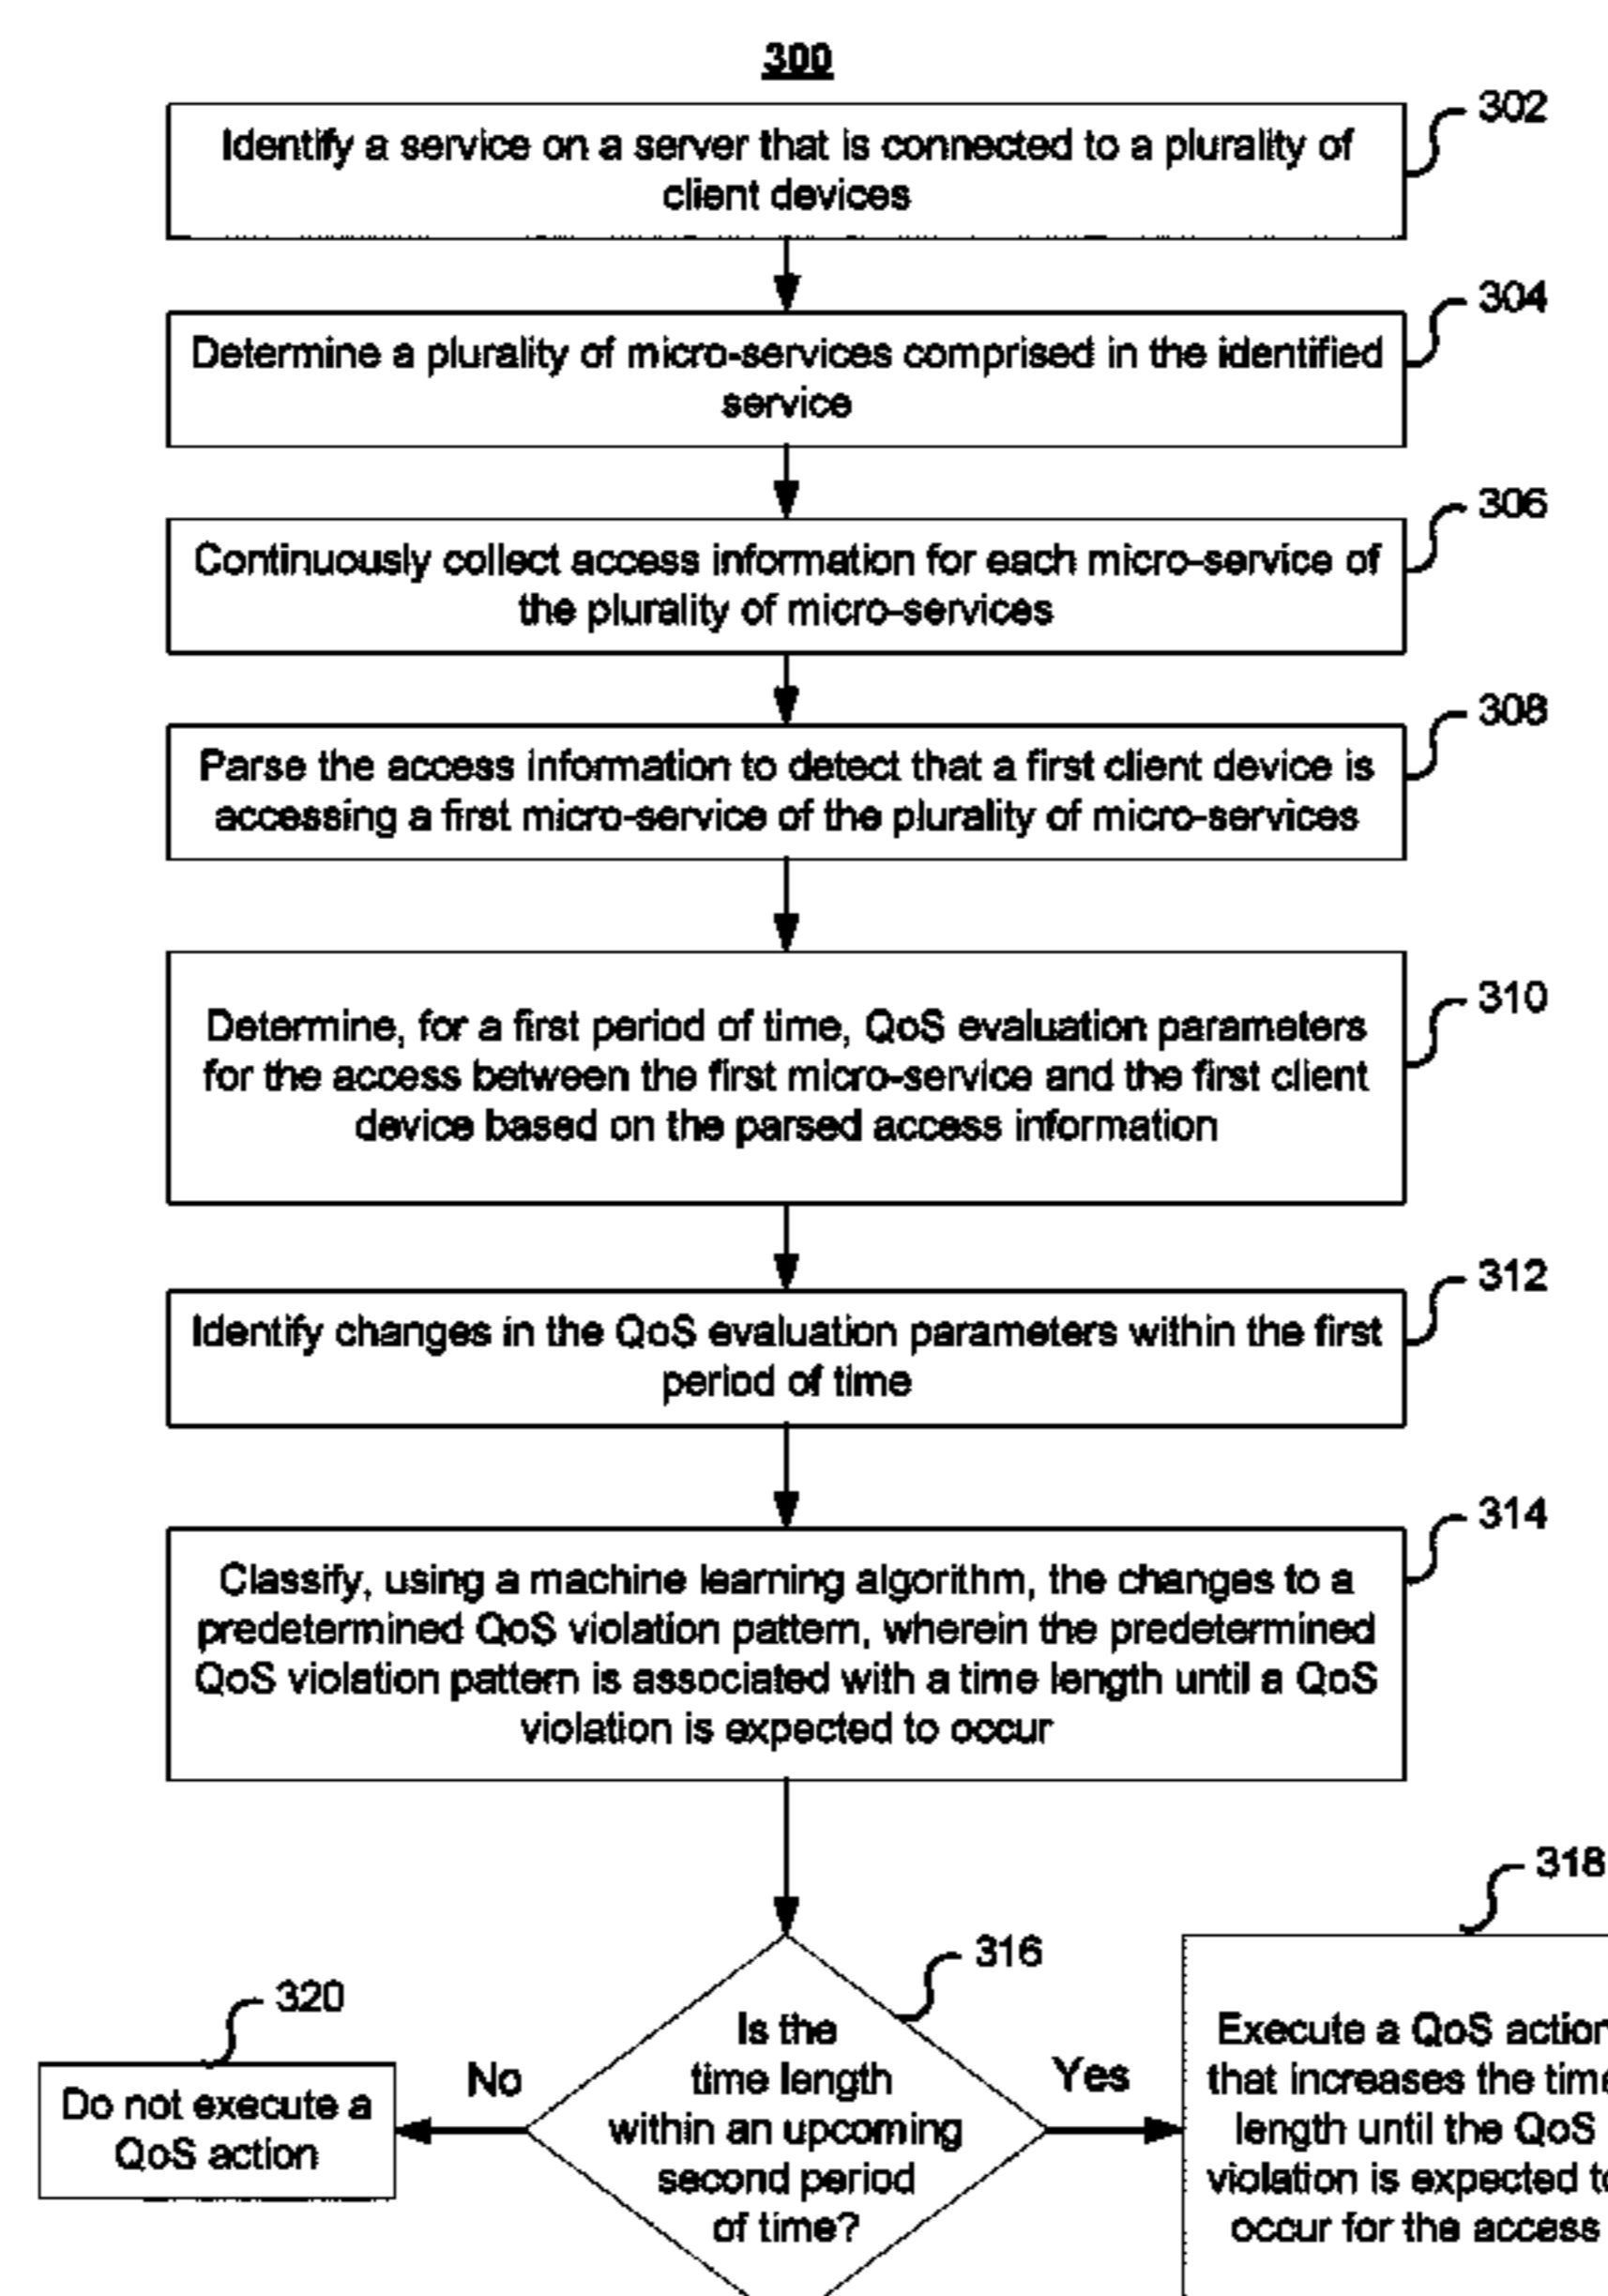 300
302
Identify a service on a server that is connected to a plurality of
client devices
304
Determine a plurality of micro-services comprised in the identified
service
306
Continuously collect access information for each micro-service of
the plurality of micro-services
308
Parse the access information to detect that a first client device is
accessing a first micro-service of the plurality of micro-services
310
Determine, for a first period of time, QoS evaluation parameters
for the access between the first micro-service and the first client
device based on the parsed access information
312
Identify changes in the QoS evaluation parameters within the first
period of time
314
Classify, using a machine learning algorithm, the changes to a
predetermined QoS violation pattern, wherein the predetermined
QoS violation pattern is associated with a time length until a QoS
violation is expected to occur
316
Is the
time length
within an upcoming
second period
of time?
No
320
Do not execute a
QoS action
Yes
318
Execute a QoS action
that increases the time
length until the QoS
violation is expected to
occur for the access